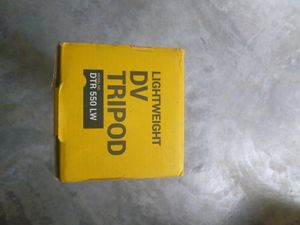 LIGHTWEIGHT
DV
TRIPOD
DTR 550 LW